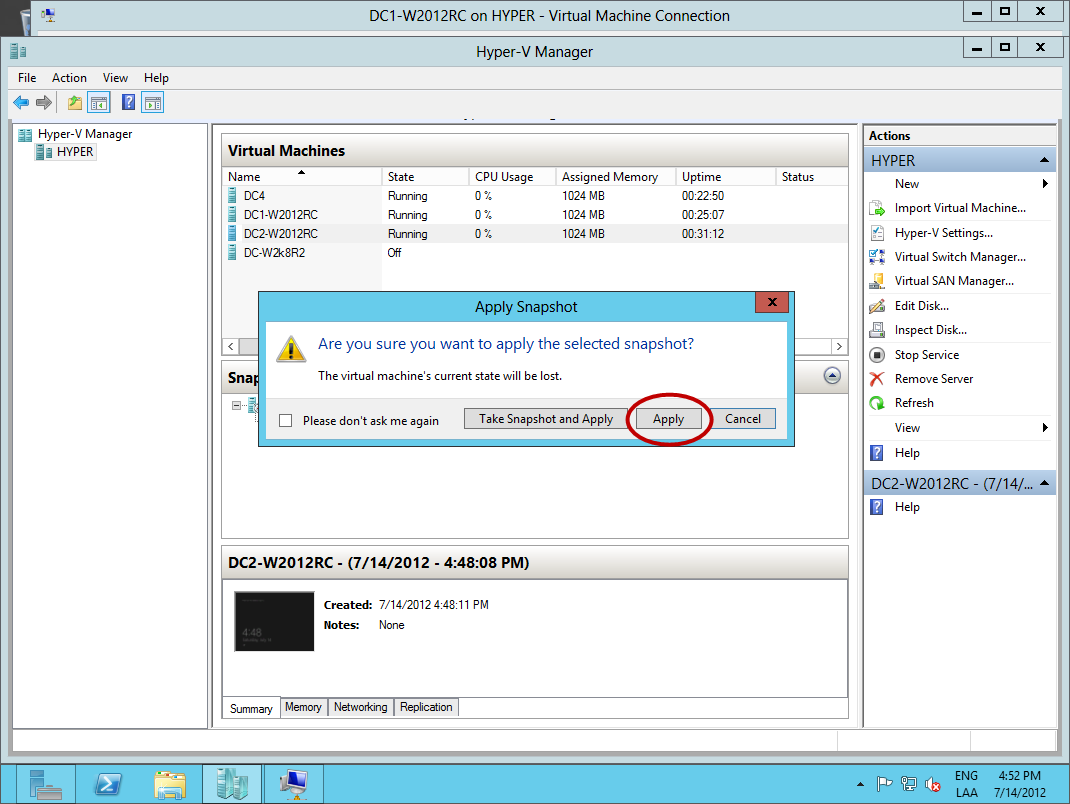 DC1-W2012RC on HYPER - Virtual Machine Connection
Hyper-V Manager
File Action View Help
Hyper-V Manager
HYPER
Virtual Machines
Name State CPU Usage Assigned Memory Uptime Status
DC4 Running 0 % 1024 MB 00:22:50
DC1-W2012RC Running 0 % 1024 MB 00:25:07
DC2-W2012RC Running 0 % 1024 MB 00:31:12
DC-W2k8R2 Off
Apply Snapshot
Are you sure you want to apply the selected snapshot?
The virtual machine's current state will be lost.
Please don't ask me again
Take Snapshot and Apply
Apply
Cancel
Snap
DC2-W2012RC - (7/14/2012 - 4:48:08 PM)
4:48
Created: 7/14/2012 4:48:11 PM
Notes: None
Summary Memory Networking Replication
Actions
HYPER
New
Import Virtual Machine...
Hyper-V Settings...
Virtual Switch Manager...
Virtual SAN Manager...
Edit Disk...
Inspect Disk...
Stop Service
Remove Server
Refresh
View
Help
DC2-W2012RC - (7/14/...
Help
ENG 4:52 PM
LAA 7/14/2012